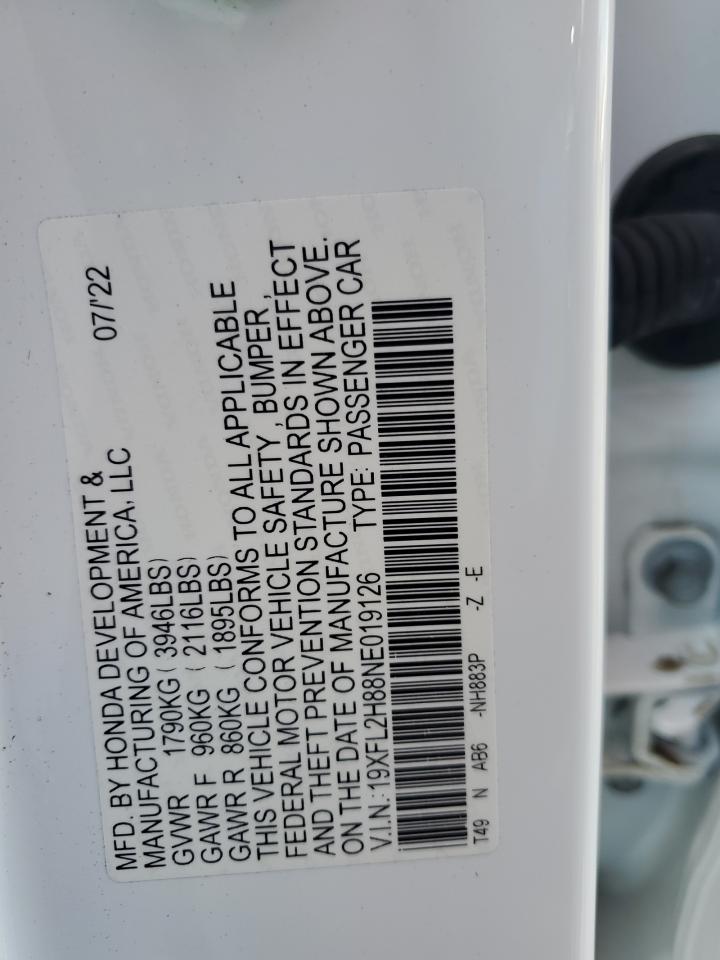 MFD. BY HONDA DEVELOPMENT &
MANUFACTURING OF AMERICA, LLC 07/'22
GVWR 1790KG ( 3946LBS)
GAWR F 960KG ( 2116LBS)
GAWR R 860KG ( 1895LBS)
THIS VEHICLE CONFORMS TO ALL APPLICABLE
FEDERAL MOTOR VEHICLE SAFETY , BUMPER ,
AND THEFT PREVENTION STANDARDS IN EFFECT
ON THE DATE OF MANUFACTURE SHOWN ABOVE.
V.I.N.: 19XFL2H88NE019126 TYPE: PASSENGER CAR
T49 N AB6 -NH883P -Z -E